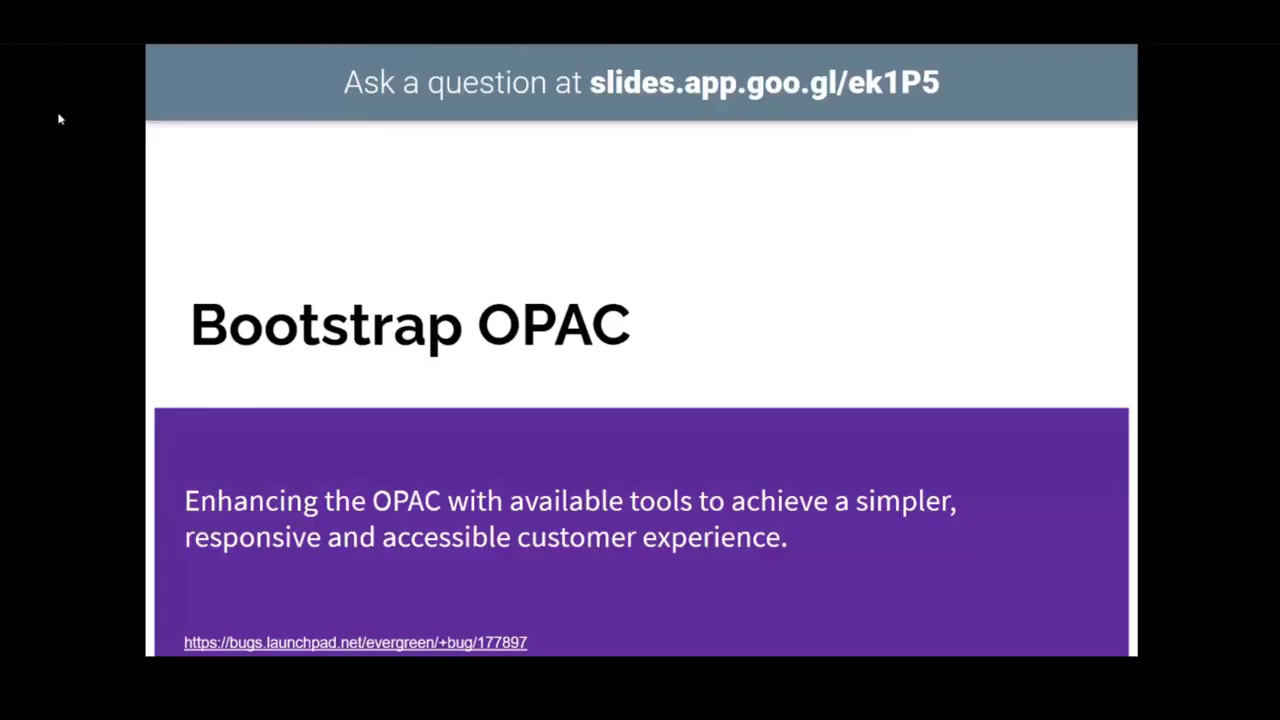 Ask a question at slides.app.goo.gl/ek1P5
Bootstrap OPAC
Enhancing the OPAC with available tools to achieve a simpler,
responsive and accessible customer experience.
https://bugs.launchpad.net/evergreen/+bug/177897